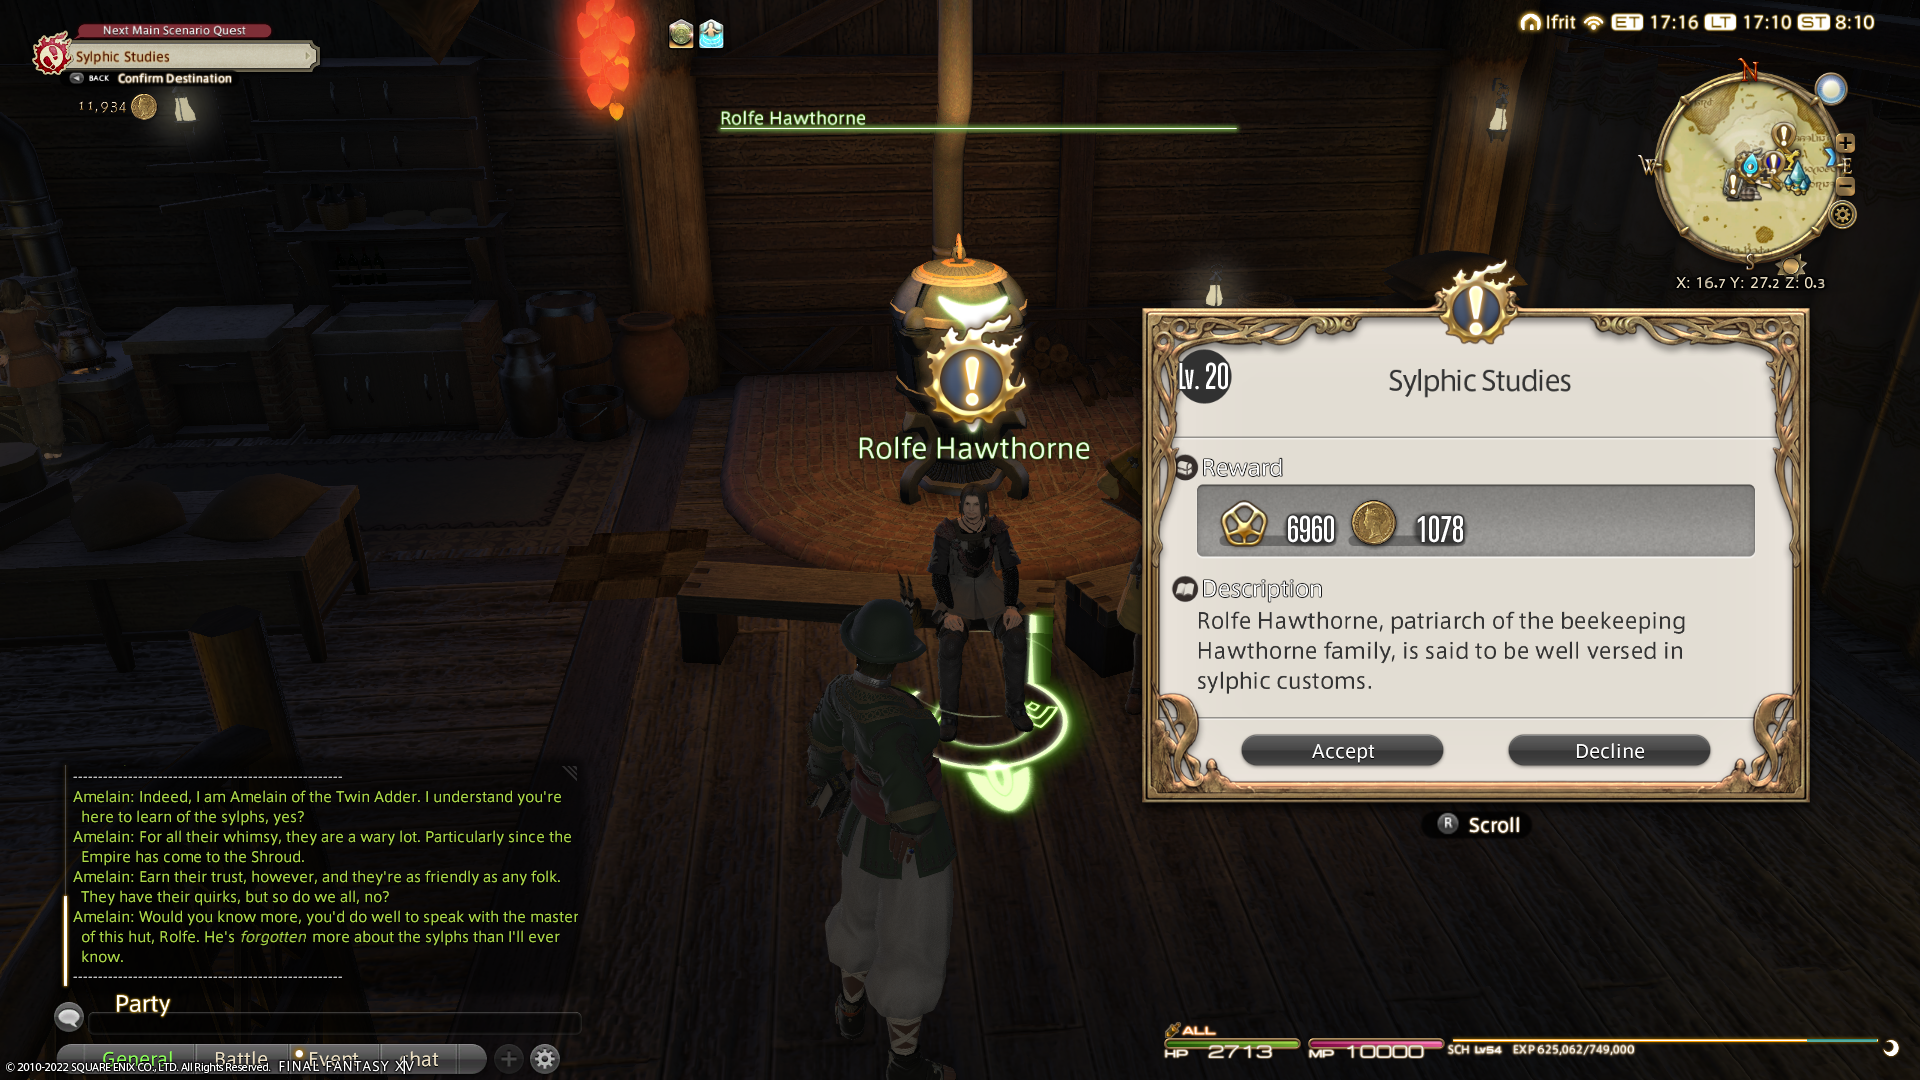 Next Main Scenario Quest
Sylphic Studies
BACK Confirm Destination
11,934
Ifrit ET 17:16 LT 17:10 ST 8:10
N
W
E
S
X: 16.7 Y: 27.2 Z: 0.3
Rolfe Hawthorne
Rolfe Hawthorne
Lv. 20
Sylphic Studies
Reward
6960 1078
Description
Rolfe Hawthorne, patriarch of the beekeeping
Hawthorne family, is said to be well versed in
sylphic customs.
Accept Decline
R Scroll
Amelain: Indeed, I am Amelain of the Twin Adder. I understand you're
here to learn of the sylphs, yes?
Amelain: For all their whimsy, they are a wary lot. Particularly since the
Empire has come to the Shroud.
Amelain: Earn their trust, however, and they're as friendly as any folk.
They have their quirks, but so do we all, no?
Amelain: Would you know more, you'd do well to speak with the master
of this hut, Rolfe. He's forgotten more about the sylphs than I'll ever
know.
Party
General Battle Event Chat
© 2010-2022 SQUARE ENIX CO., LTD. All Rights Reserved. FINAL FANTASY XIV
ALL
HP 2713 MP 10000 SCH Lv54 EXP 625,062/749,000